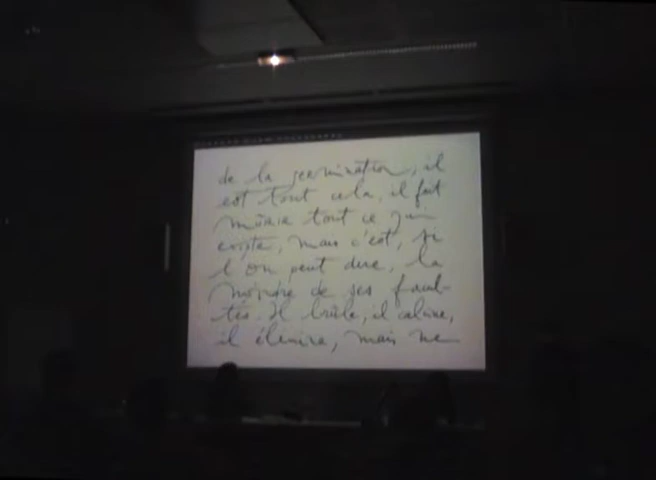 de la germination, il
est tout cela, il fait
mûrir tout ce qui
existe, mais c'est, si
l'on peut dire, la
moindre de ses facul-
tés. Il brûle, il calcine,
il élimine, mais ne